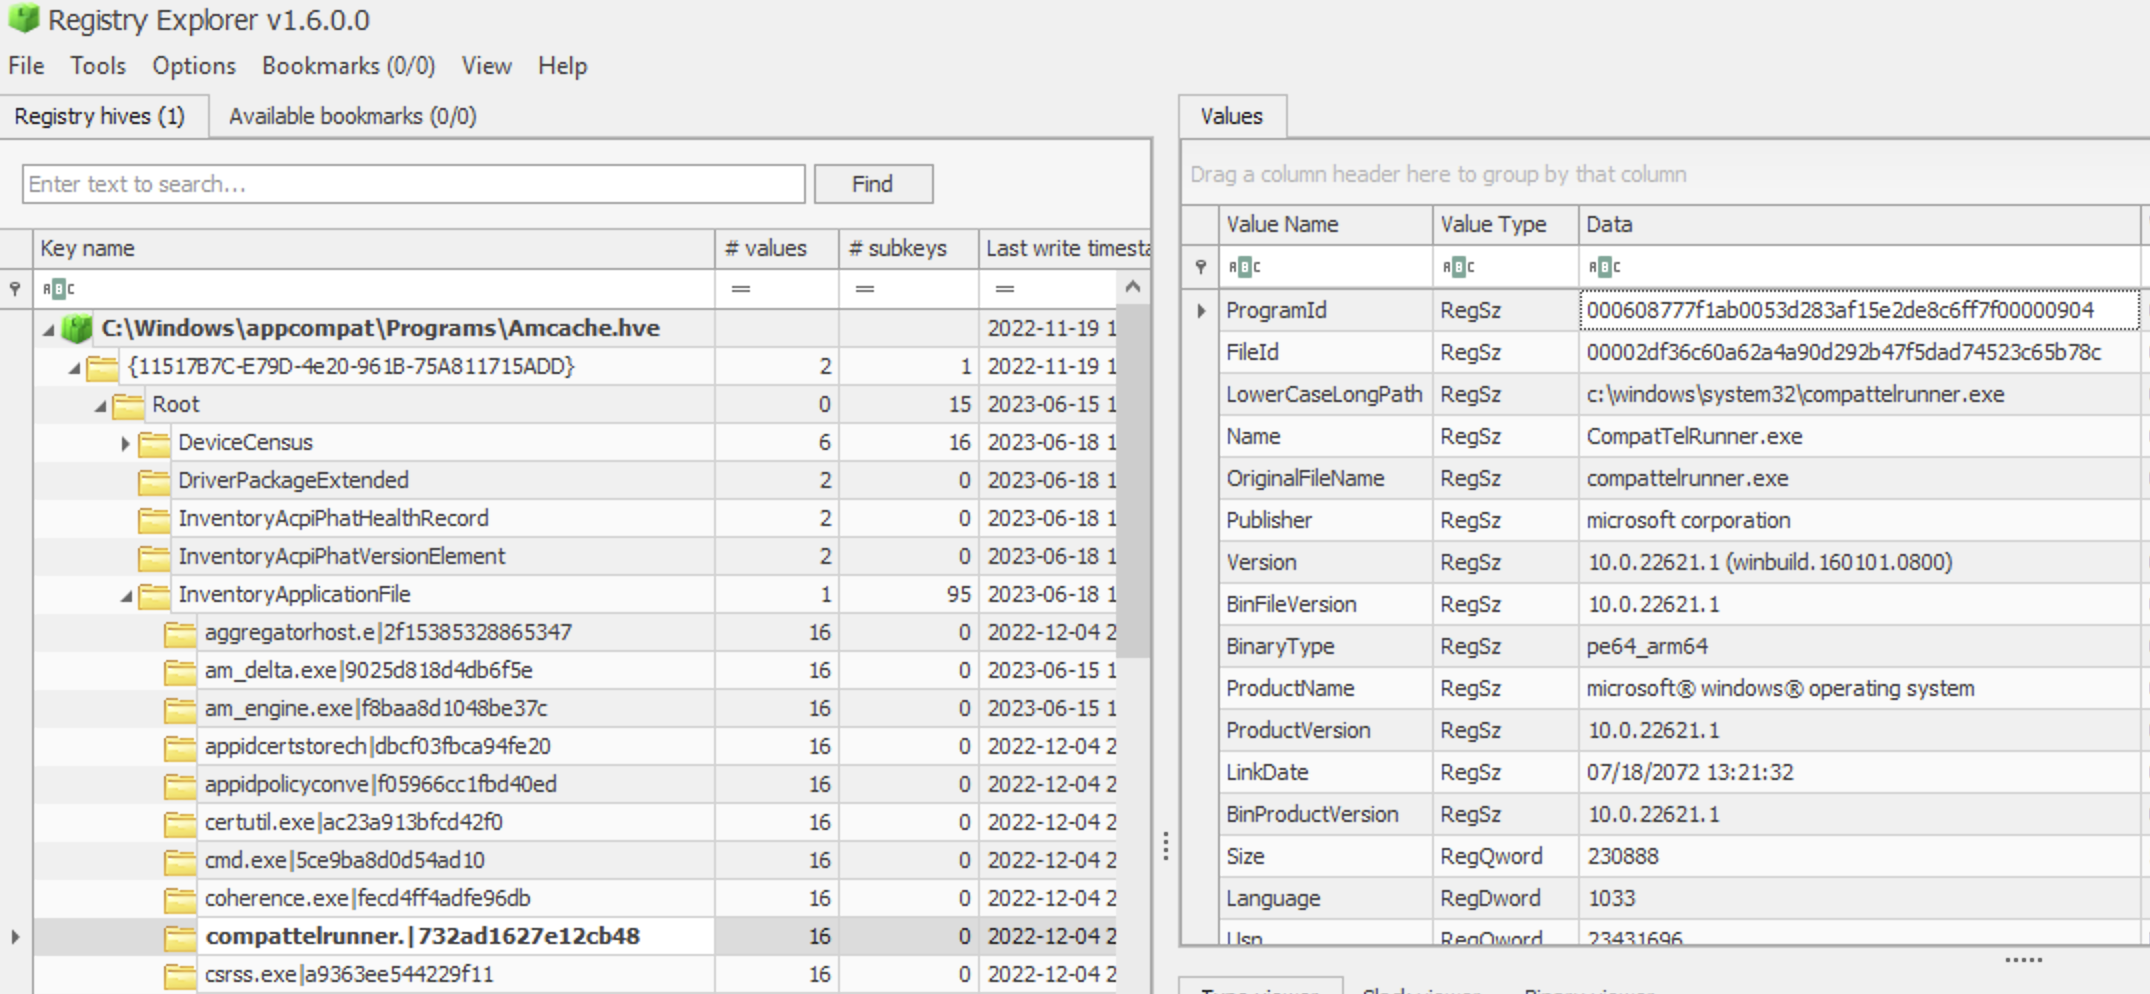 Registry Explorer v1.6.0.0
File Tools Options Bookmarks (0/0) View Help
Registry hives (1) Available bookmarks (0/0)
Enter text to search... Find
Key name # values # subkeys Last write timesta
ABC = = =
C:\Windows\appcompat\Programs\Amcache.hve 2022-11-19 1
{11517B7C-E79D-4e20-961B-75A811715ADD} 2 1 2022-11-19 1
Root 0 15 2023-06-15 1
DeviceCensus 6 16 2023-06-18 1
DriverPackageExtended 2 0 2023-06-18 1
InventoryAcpiPhatHealthRecord 2 0 2023-06-18 1
InventoryAcpiPhatVersionElement 2 0 2023-06-18 1
InventoryApplicationFile 1 95 2023-06-18 1
aggregatorhost.e|2f15385328865347 16 0 2022-12-04 2
am_delta.exe|9025d818d4db6f5e 16 0 2023-06-15 1
am_engine.exe|f8baa8d1048be37c 16 0 2023-06-15 1
appidcertstorech|dbcf03fbca94fe20 16 0 2022-12-04 2
appidpolicyconve|f05966cc1fbd40ed 16 0 2022-12-04 2
certutil.exe|ac23a913bfcd42f0 16 0 2022-12-04 2
cmd.exe|5ce9ba8d0d54ad10 16 0 2022-12-04 2
coherence.exe|fecd4ff4adfe96db 16 0 2022-12-04 2
compattelrunner.|732ad1627e12cb48 16 0 2022-12-04 2
csrss.exe|a9363ee544229f11 16 0 2022-12-04 2
Values
Drag a column header here to group by that column
Value Name Value Type Data
ABC ABC ABC
ProgramId RegSz 000608777f1ab0053d283af15e2de8c6ff7f00000904
FileId RegSz 00002df36c60a62a4a90d292b47f5dad74523c65b78c
LowerCaseLongPath RegSz c:\windows\system32\compattelrunner.exe
Name RegSz CompatTelRunner.exe
OriginalFileName RegSz compattelrunner.exe
Publisher RegSz microsoft corporation
Version RegSz 10.0.22621.1 (winbuild.160101.0800)
BinFileVersion RegSz 10.0.22621.1
BinaryType RegSz pe64_arm64
ProductName RegSz microsoft® windows® operating system
ProductVersion RegSz 10.0.22621.1
LinkDate RegSz 07/18/2072 13:21:32
BinProductVersion RegSz 10.0.22621.1
Size RegQword 230888
Language RegDword 1033
Usn RegQword 23431696
Type viewer Slack viewer Binary viewer